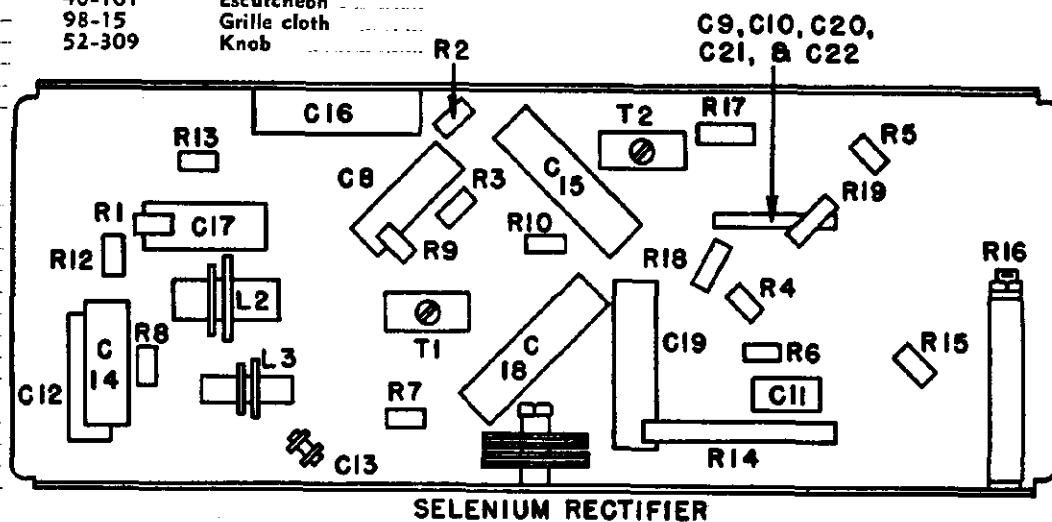 98-15 Grille cloth
52-309 Knob
C9, C10, C20,
C21, & C22
R2
C16
T2
R17
R13
R5
C8
C
15
R3
R19
R1
C17
R10
R9
R12
R18
R16
L2
R4
T1
C19
R8
C
14
C
18
R6
R15
L3
C12
C11
R7
C13
R14
SELENIUM RECTIFIER